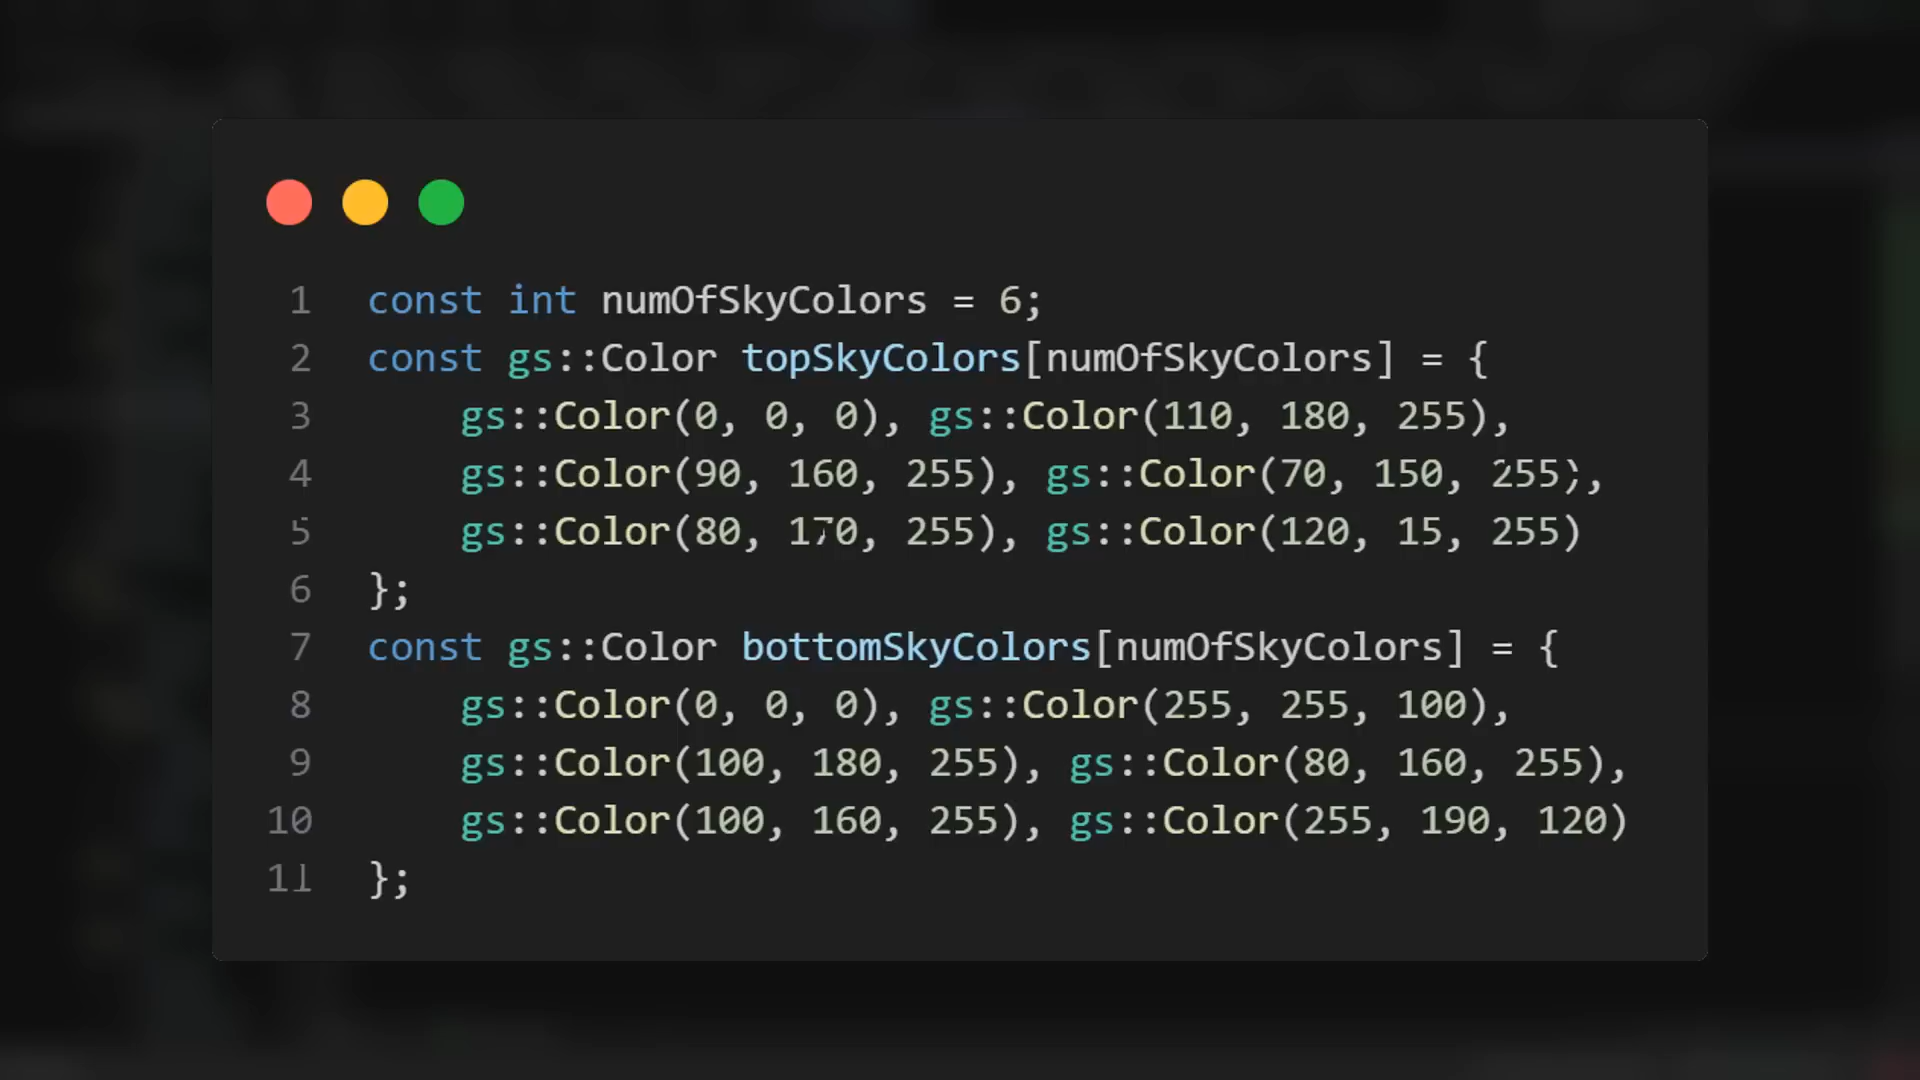 1 const int numOfSkyColors = 6;
2 const gs::Color topSkyColors[numOfSkyColors] = {
3 gs::Color(0, 0, 0), gs::Color(110, 180, 255),
4 gs::Color(90, 160, 255), gs::Color(70, 150, 255),
5 gs::Color(80, 170, 255), gs::Color(120, 15, 255)
6 };
7 const gs::Color bottomSkyColors[numOfSkyColors] = {
8 gs::Color(0, 0, 0), gs::Color(255, 255, 100),
9 gs::Color(100, 180, 255), gs::Color(80, 160, 255),
10 gs::Color(100, 160, 255), gs::Color(255, 190, 120)
11 };